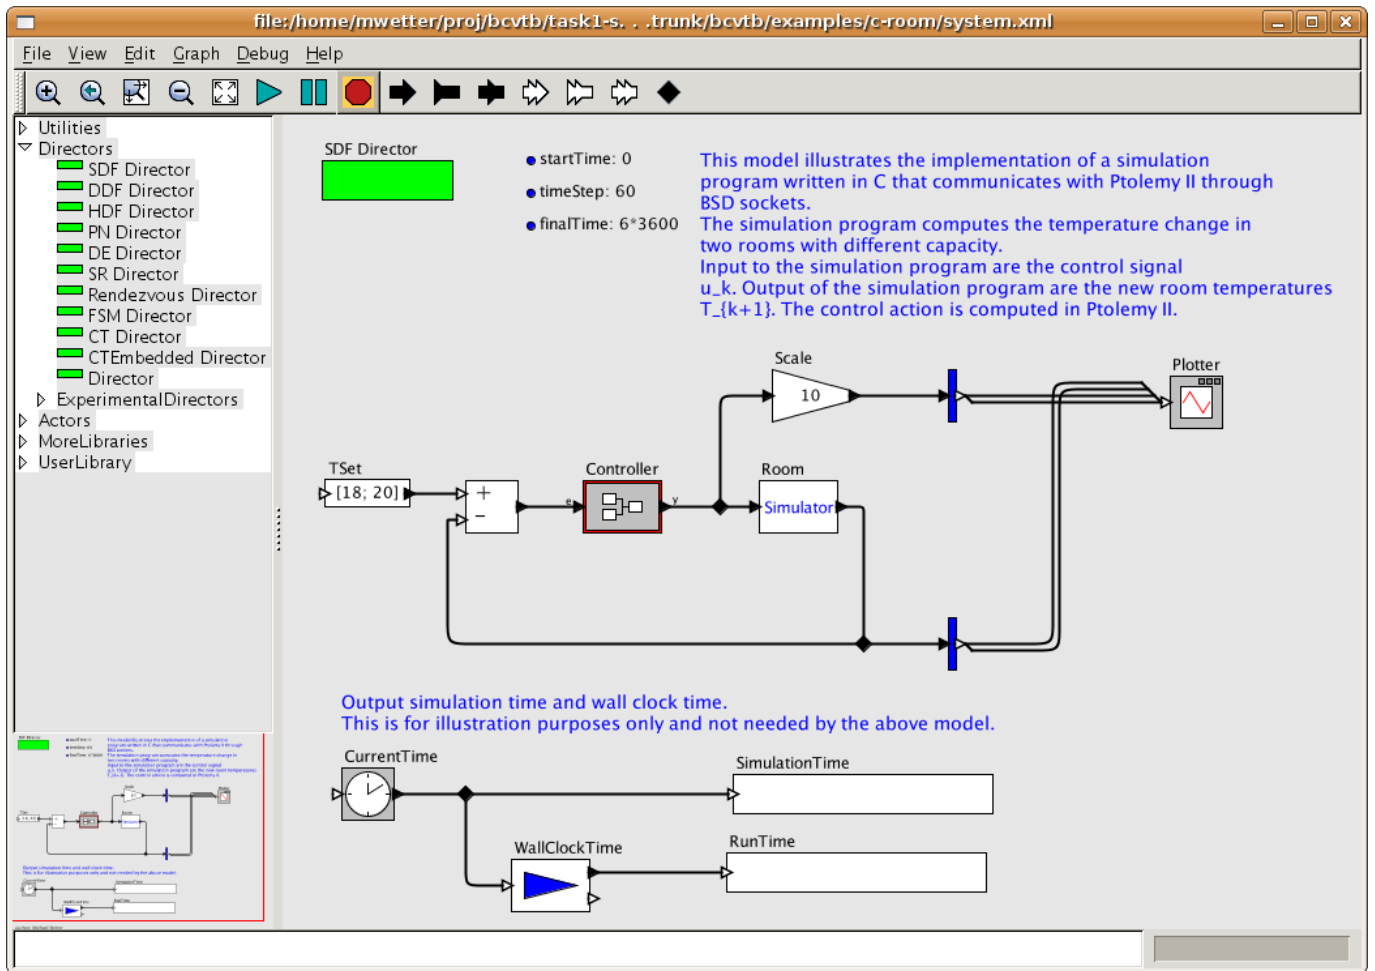 file:/home/mwetter/proj/bcvtb/task1-s. . .trunk/bcvtb/examples/c-room/system.xml
File View Edit Graph Debug Help
Utilities
Directors
SDF Director
DDF Director
HDF Director
PN Director
DE Director
SR Director
Rendezvous Director
FSM Director
CT Director
CTEmbedded Director
Director
ExperimentalDirectors
Actors
MoreLibraries
UserLibrary
SDF Director
startTime: 0
timeStep: 60
finalTime: 6*3600
This model illustrates the implementation of a simulation
program written in C that communicates with Ptolemy II through
BSD sockets.
The simulation program computes the temperature change in
two rooms with different capacity.
Input to the simulation program are the control signal
u_k. Output of the simulation program are the new room temperatures
T_{k+1}. The control action is computed in Ptolemy II.
Scale
10
Plotter
TSet
[18; 20]
+
−
e
Controller
y
Room
Simulator
Output simulation time and wall clock time.
This is for illustration purposes only and not needed by the above model.
CurrentTime
SimulationTime
WallClockTime
RunTime